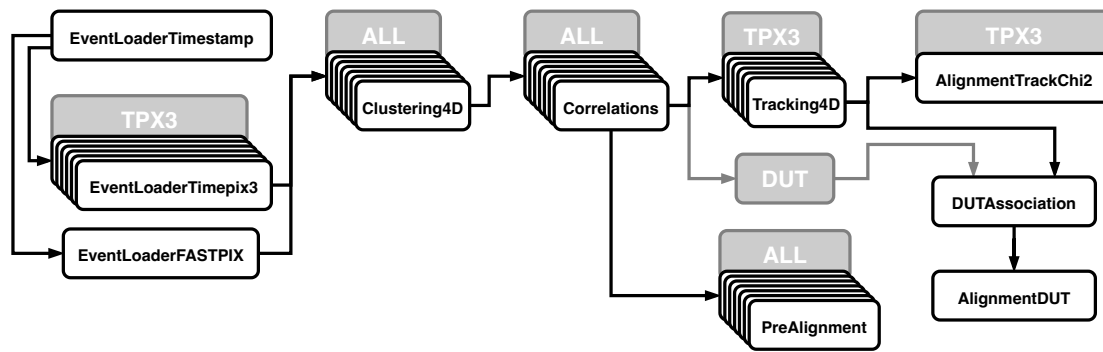 EventLoaderTimestamp
TPX3
EventLoaderTimepix3
EventLoaderFASTPIX
ALL
Clustering4D
ALL
Correlations
TPX3
Tracking4D
DUT
ALL
PreAlignment
TPX3
AlignmentTrackChi2
DUTAssociation
AlignmentDUT